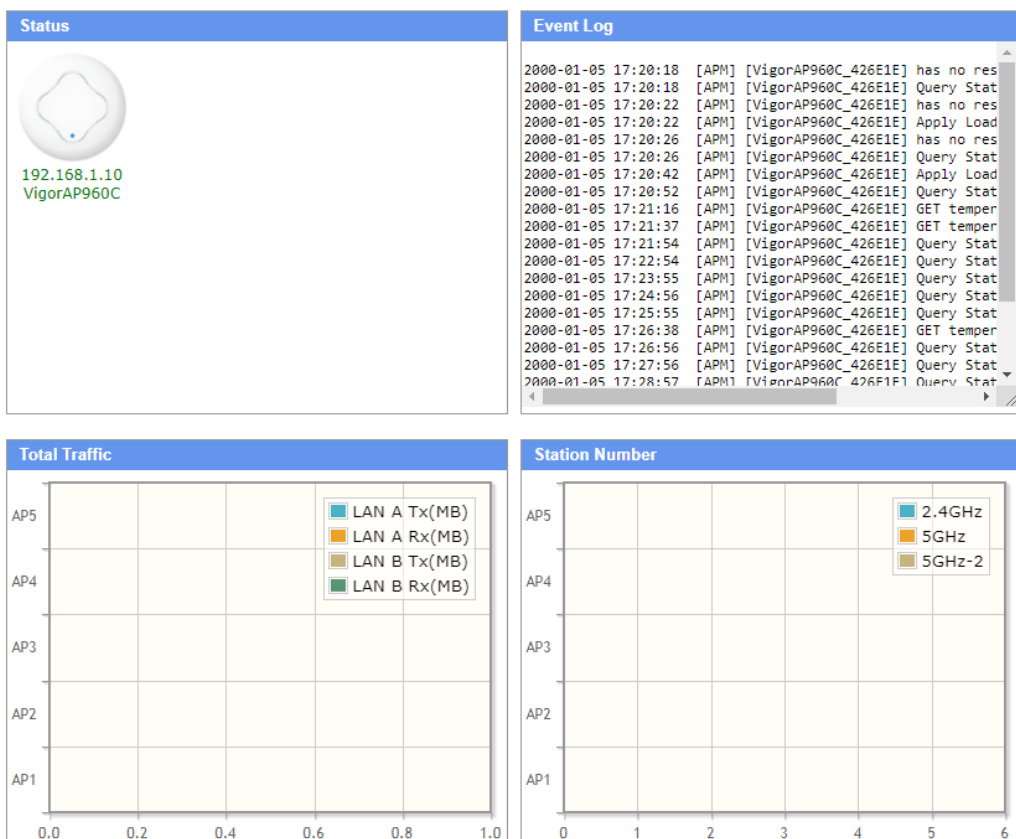 Status
192.168.1.10
VigorAP960C
Event Log
2000-01-05 17:20:18 [APM] [VigorAP960C_426E1E] has no res
2000-01-05 17:20:18 [APM] [VigorAP960C_426E1E] Query Stat
2000-01-05 17:20:22 [APM] [VigorAP960C_426E1E] has no res
2000-01-05 17:20:22 [APM] [VigorAP960C_426E1E] Apply Load
2000-01-05 17:20:26 [APM] [VigorAP960C_426E1E] has no res
2000-01-05 17:20:26 [APM] [VigorAP960C_426E1E] Query Stat
2000-01-05 17:20:42 [APM] [VigorAP960C_426E1E] Apply Load
2000-01-05 17:20:52 [APM] [VigorAP960C_426E1E] Query Stat
2000-01-05 17:21:16 [APM] [VigorAP960C_426E1E] GET temper
2000-01-05 17:21:37 [APM] [VigorAP960C_426E1E] GET temper
2000-01-05 17:21:54 [APM] [VigorAP960C_426E1E] Query Stat
2000-01-05 17:22:54 [APM] [VigorAP960C_426E1E] Query Stat
2000-01-05 17:23:55 [APM] [VigorAP960C_426E1E] Query Stat
2000-01-05 17:24:56 [APM] [VigorAP960C_426E1E] Query Stat
2000-01-05 17:25:55 [APM] [VigorAP960C_426E1E] Query Stat
2000-01-05 17:26:38 [APM] [VigorAP960C_426E1E] GET temper
2000-01-05 17:26:56 [APM] [VigorAP960C_426E1E] Query Stat
2000-01-05 17:27:56 [APM] [VigorAP960C_426E1E] Query Stat
2000-01-05 17:28:57 [APM] [VigorAP960C_426E1E] Query Stat
Total Traffic
LAN A Tx(MB)
LAN A Rx(MB)
LAN B Tx(MB)
LAN B Rx(MB)
AP5
AP4
AP3
AP2
AP1
0.0 0.2 0.4 0.6 0.8 1.0
Station Number
2.4GHz
5GHz
5GHz-2
AP5
AP4
AP3
AP2
AP1
0 1 2 3 4 5 6